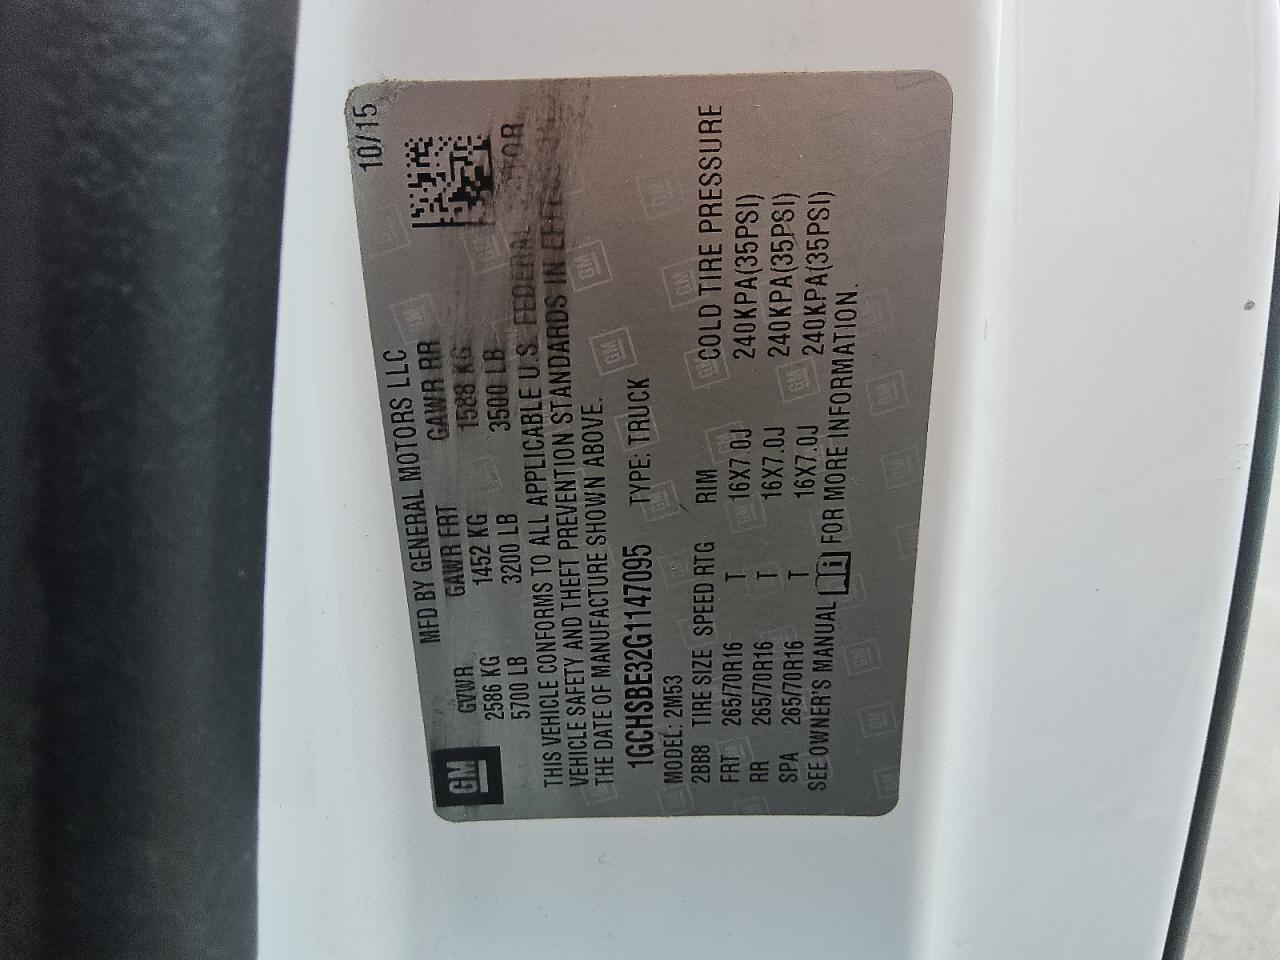 10/15
MFD BY GENERAL MOTORS LLC
GM
GVWR GAWR FRT GAWR RR
2586 KG 1452 KG 1588 KG
5700 LB 3200 LB 3500 LB
THIS VEHICLE CONFORMS TO ALL APPLICABLE U.S. FEDERAL MOTOR
VEHICLE SAFETY AND THEFT PREVENTION STANDARDS IN EFFECT ON
THE DATE OF MANUFACTURE SHOWN ABOVE.
1GCHSBE32G1147095 TYPE: TRUCK
MODEL: 2M53
2BB8 TIRE SIZE SPEED RTG RIM COLD TIRE PRESSURE
FRT 265/70R16 T 16X7.0J 240KPA(35PSI)
RR 265/70R16 T 16X7.0J 240KPA(35PSI)
SPA 265/70R16 T 16X7.0J 240KPA(35PSI)
SEE OWNER'S MANUAL FOR MORE INFORMATION.